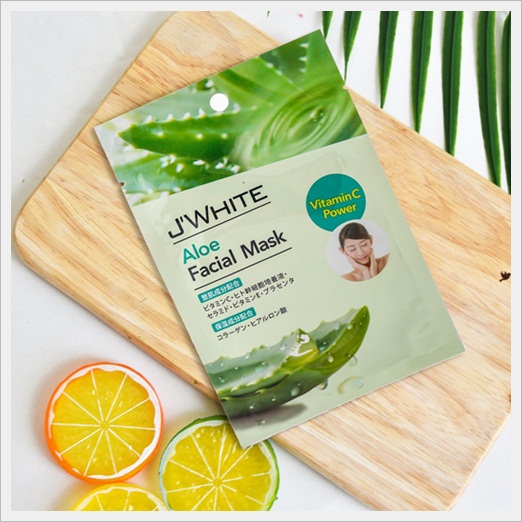 J'WHITE
Aloe
Facial Mask
Vitamin C
Power
整肌成分配合
ビタミンC・ヒト幹細胞培養液・
セラミド・ビタミンE・プラセンタ
保湿成分配合
コラーゲン・ヒアルロン酸